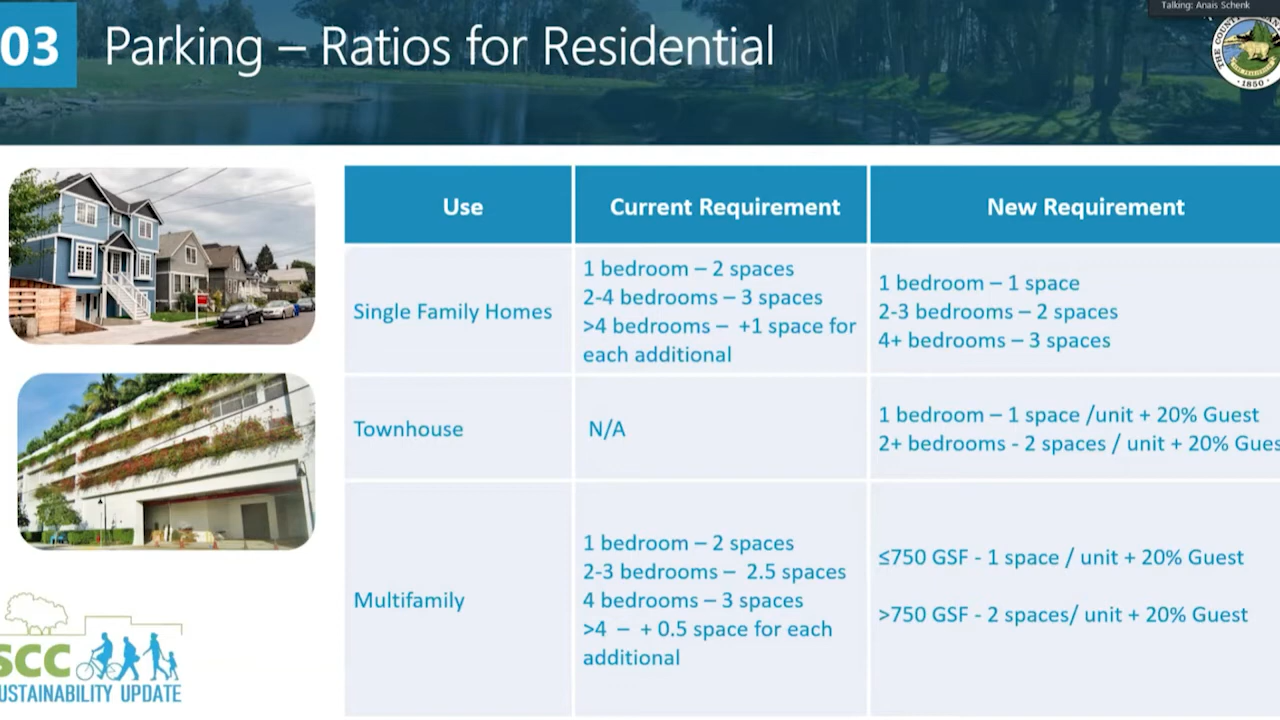 Talking: Anais Schenk
03 Parking – Ratios for Residential
THE COUNTY
1850
Use
Current Requirement
New Requirement
Single Family Homes
1 bedroom – 2 spaces
2-4 bedrooms – 3 spaces
>4 bedrooms – +1 space for
each additional
1 bedroom – 1 space
2-3 bedrooms – 2 spaces
4+ bedrooms – 3 spaces
Townhouse
N/A
1 bedroom – 1 space /unit + 20% Guest
2+ bedrooms - 2 spaces / unit + 20% Gues
Multifamily
1 bedroom – 2 spaces
2-3 bedrooms – 2.5 spaces
4 bedrooms – 3 spaces
>4 – + 0.5 space for each
additional
≤750 GSF - 1 space / unit + 20% Guest
>750 GSF - 2 spaces/ unit + 20% Guest
SCC
USTAINABILITY UPDATE